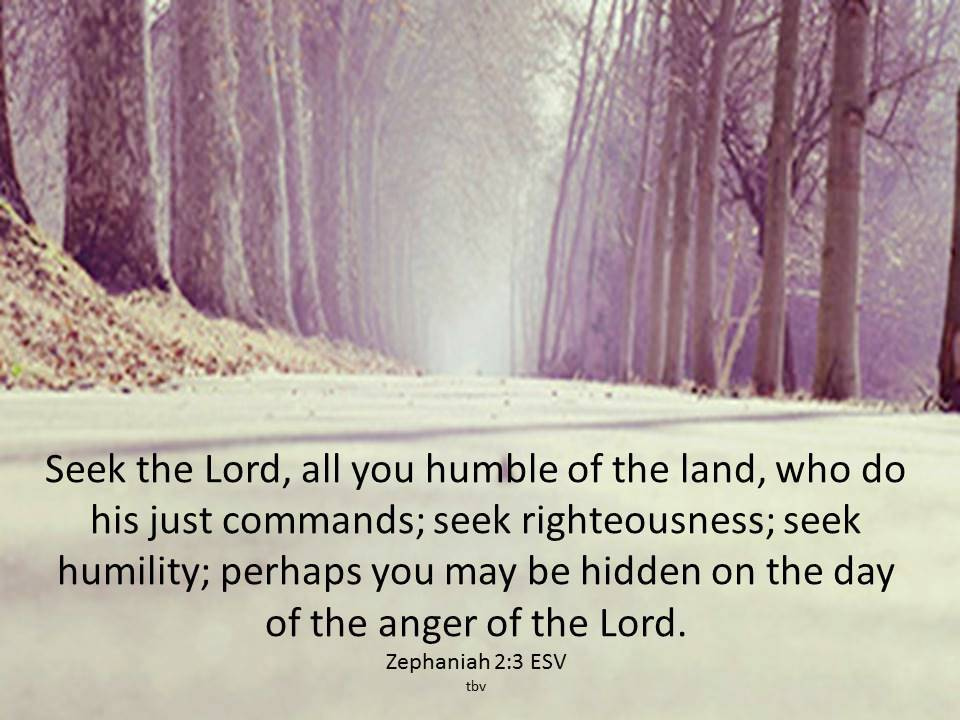 Seek the Lord, all you humble of the land, who do
his just commands; seek righteousness; seek
humility; perhaps you may be hidden on the day
of the anger of the Lord.
Zephaniah 2:3 ESV
tbv